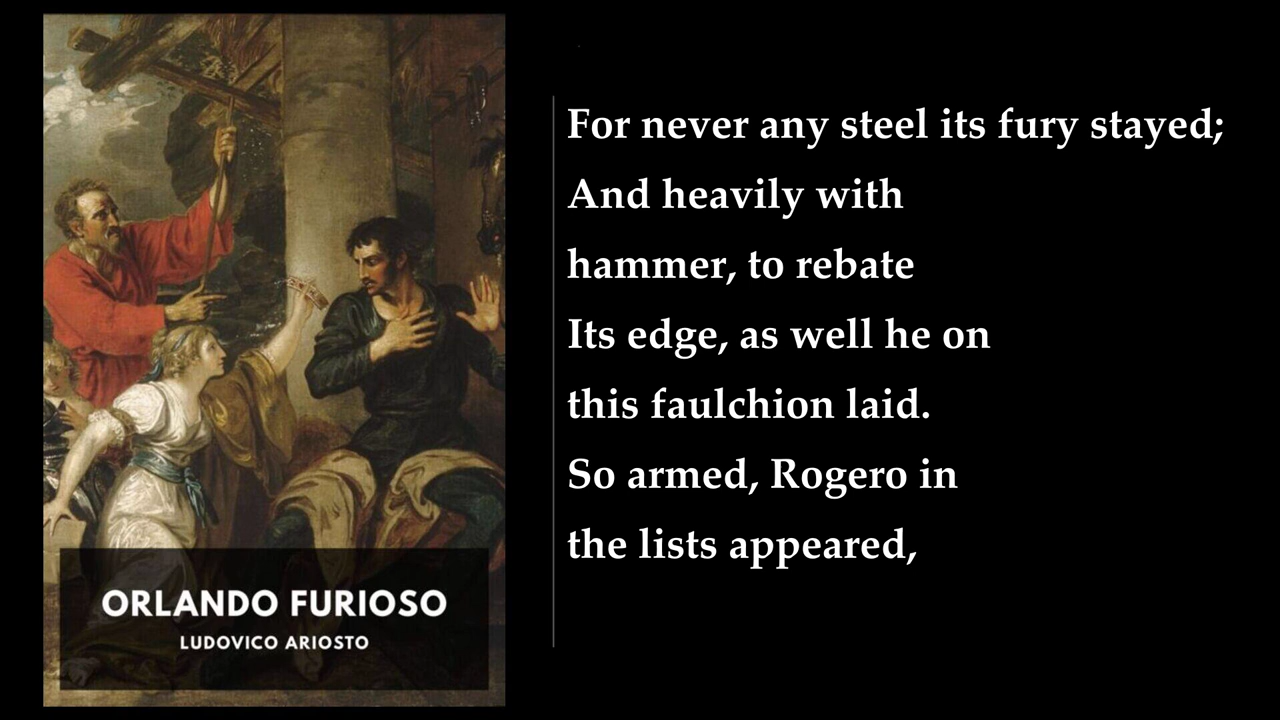 For never any steel its fury stayed;
And heavily with
hammer, to rebate
Its edge, as well he on
this faulchion laid.
So armed, Rogero in
the lists appeared,
ORLANDO FURIOSO
LUDOVICO ARIOSTO